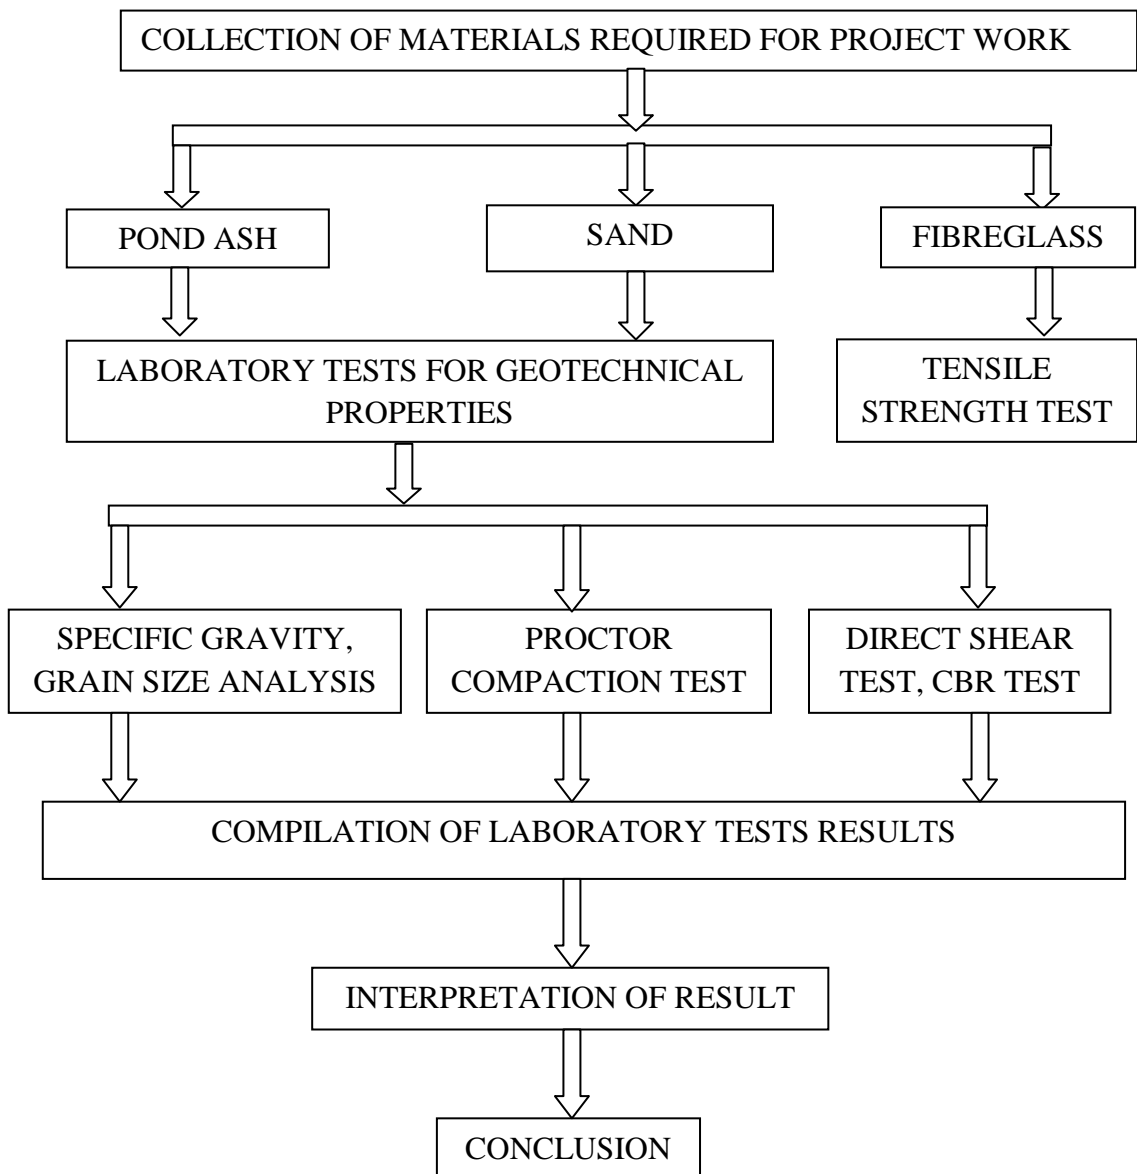 COLLECTION OF MATERIALS REQUIRED FOR PROJECT WORK
POND ASH
SAND
FIBREGLASS
LABORATORY TESTS FOR GEOTECHNICAL
PROPERTIES
TENSILE
STRENGTH TEST
SPECIFIC GRAVITY,
GRAIN SIZE ANALYSIS
PROCTOR
COMPACTION TEST
DIRECT SHEAR
TEST, CBR TEST
COMPILATION OF LABORATORY TESTS RESULTS
INTERPRETATION OF RESULT
CONCLUSION